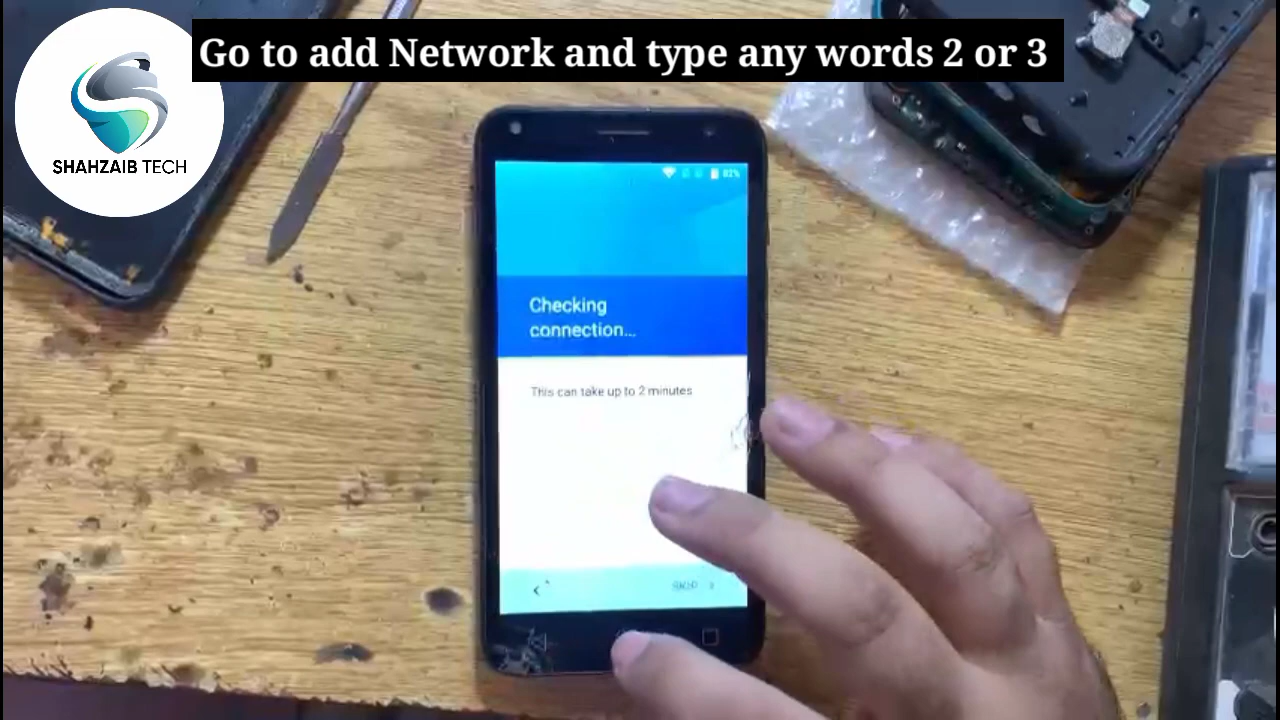 Go to add Network and type any words 2 or 3
SHAHZAIB TECH
82%
Checking
connection...
This can take up to 2 minutes
SKIP